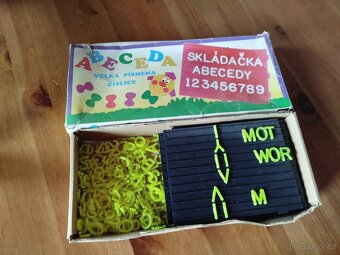 ABECEDA
VELKÁ PÍSMENA
ČÍSLICE
SKLÁDAČKA
ABECEDY
123456789
MOT
WOR
M